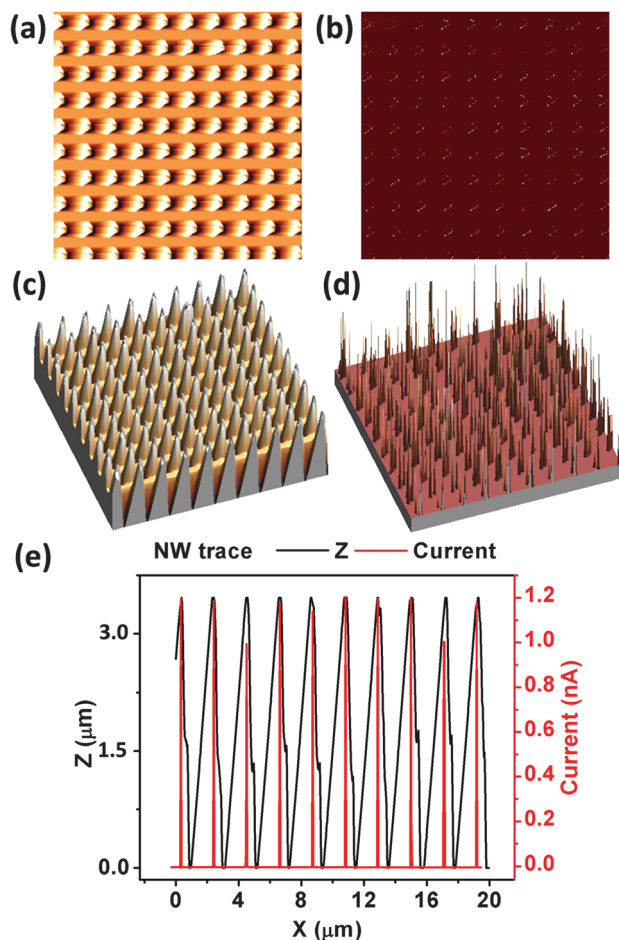 (a)
(b)
(c)
(d)
(e)
NW trace Z Current
3.0
1.5
0.0
Z (μm)
1.2
1.0
0.8
0.6
0.4
0.2
0.0
Current (nA)
0 4 8 12 16 20
X (μm)